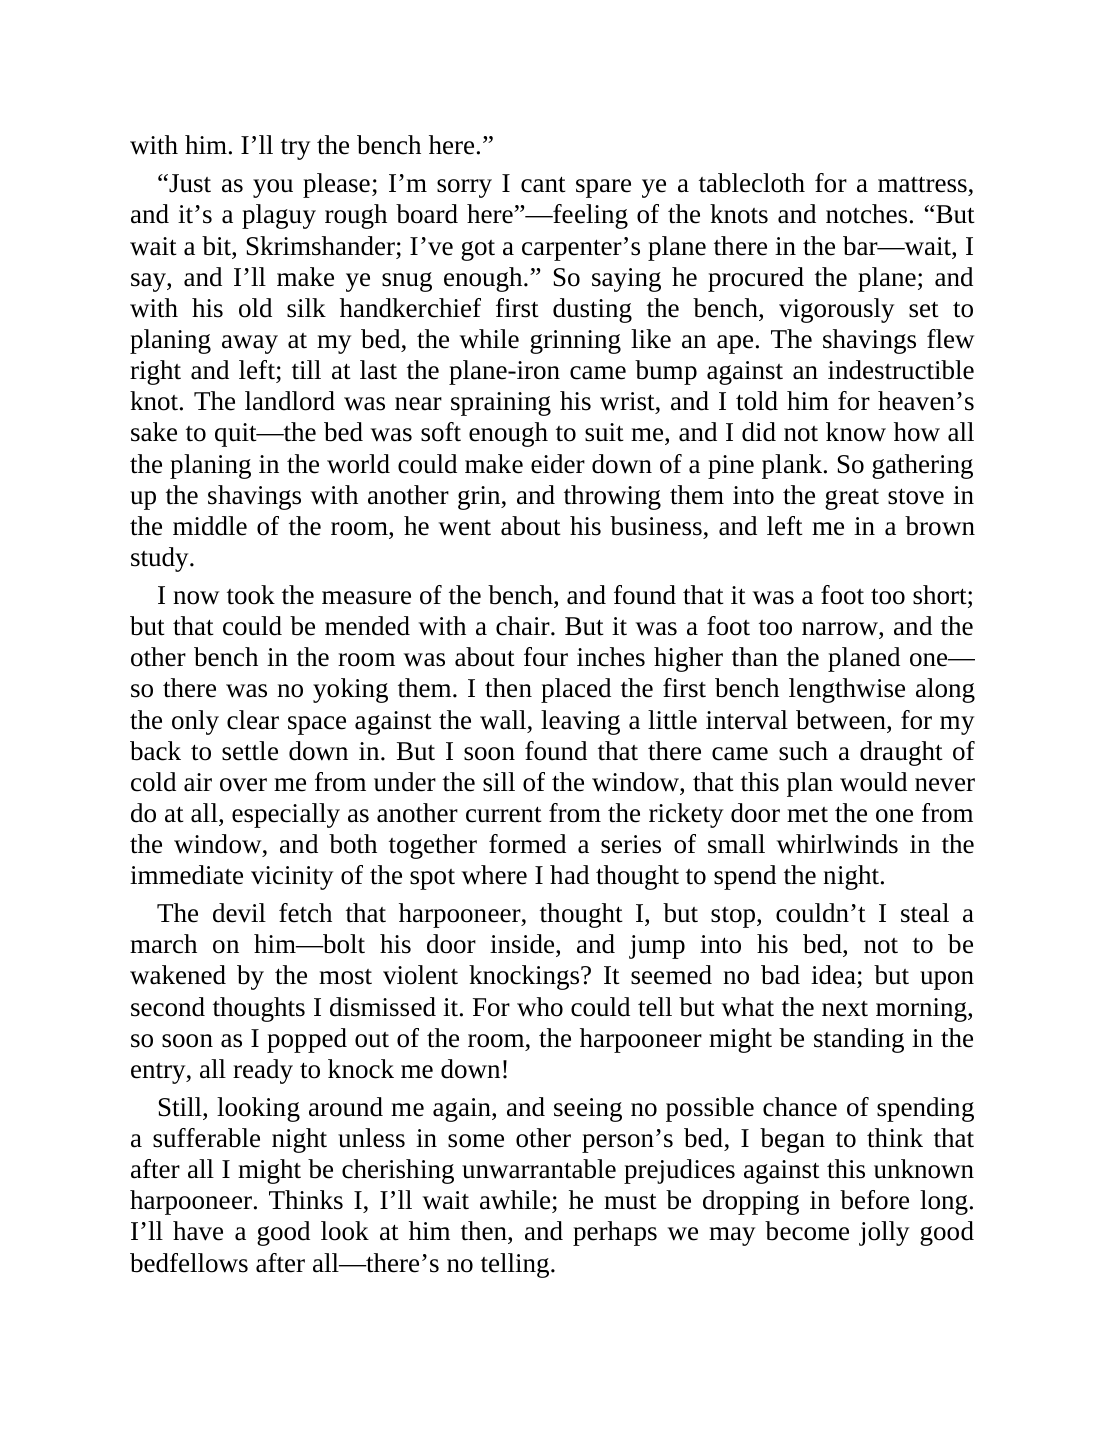 with him. I’ll try the bench here.”
“Just as you please; I’m sorry I cant spare ye a tablecloth for a mattress,
and it’s a plaguy rough board here”—feeling of the knots and notches. “But
wait a bit, Skrimshander; I’ve got a carpenter’s plane there in the bar—wait, I
say, and I’ll make ye snug enough.” So saying he procured the plane; and
with his old silk handkerchief first dusting the bench, vigorously set to
planing away at my bed, the while grinning like an ape. The shavings flew
right and left; till at last the plane-iron came bump against an indestructible
knot. The landlord was near spraining his wrist, and I told him for heaven’s
sake to quit—the bed was soft enough to suit me, and I did not know how all
the planing in the world could make eider down of a pine plank. So gathering
up the shavings with another grin, and throwing them into the great stove in
the middle of the room, he went about his business, and left me in a brown
study.
I now took the measure of the bench, and found that it was a foot too short;
but that could be mended with a chair. But it was a foot too narrow, and the
other bench in the room was about four inches higher than the planed one—
so there was no yoking them. I then placed the first bench lengthwise along
the only clear space against the wall, leaving a little interval between, for my
back to settle down in. But I soon found that there came such a draught of
cold air over me from under the sill of the window, that this plan would never
do at all, especially as another current from the rickety door met the one from
the window, and both together formed a series of small whirlwinds in the
immediate vicinity of the spot where I had thought to spend the night.
The devil fetch that harpooneer, thought I, but stop, couldn’t I steal a
march on him—bolt his door inside, and jump into his bed, not to be
wakened by the most violent knockings? It seemed no bad idea; but upon
second thoughts I dismissed it. For who could tell but what the next morning,
so soon as I popped out of the room, the harpooneer might be standing in the
entry, all ready to knock me down!
Still, looking around me again, and seeing no possible chance of spending
a sufferable night unless in some other person’s bed, I began to think that
after all I might be cherishing unwarrantable prejudices against this unknown
harpooneer. Thinks I, I’ll wait awhile; he must be dropping in before long.
I’ll have a good look at him then, and perhaps we may become jolly good
bedfellows after all—there’s no telling.